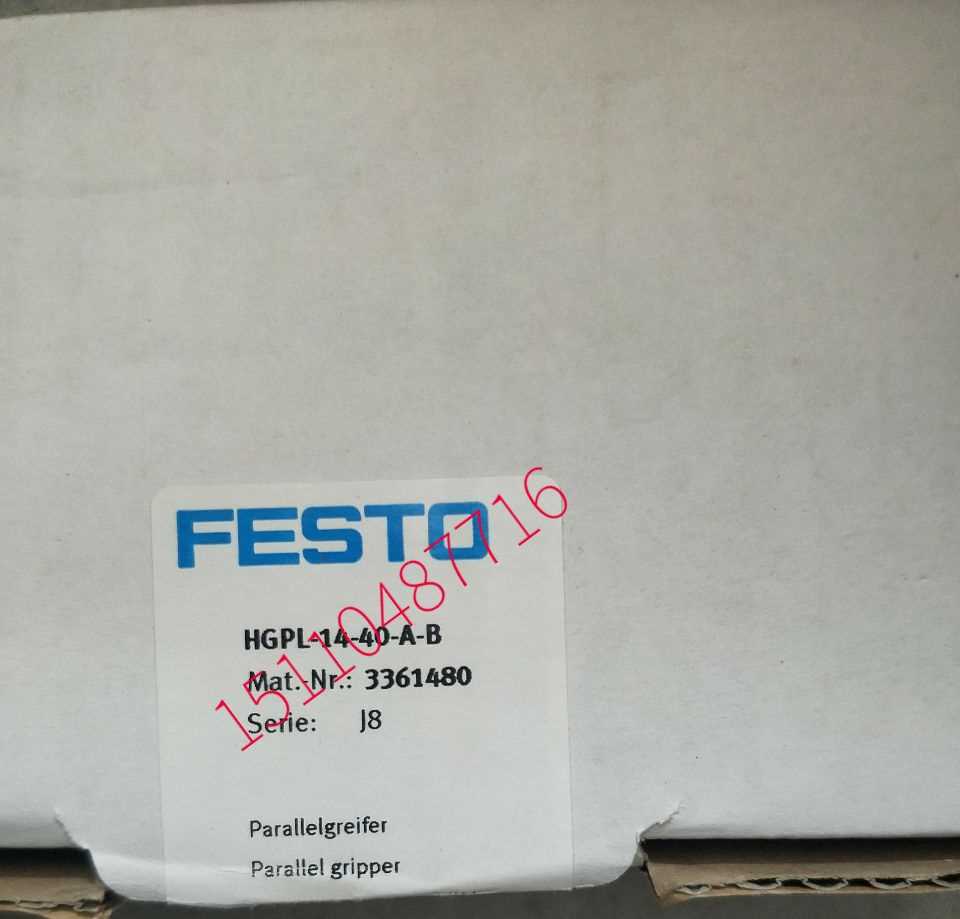 FESTO
HGPL-14-40-A-B
Mat.-Nr.: 3361480
Serie: J8
Parallelgreifer
Parallel gripper
15110487716